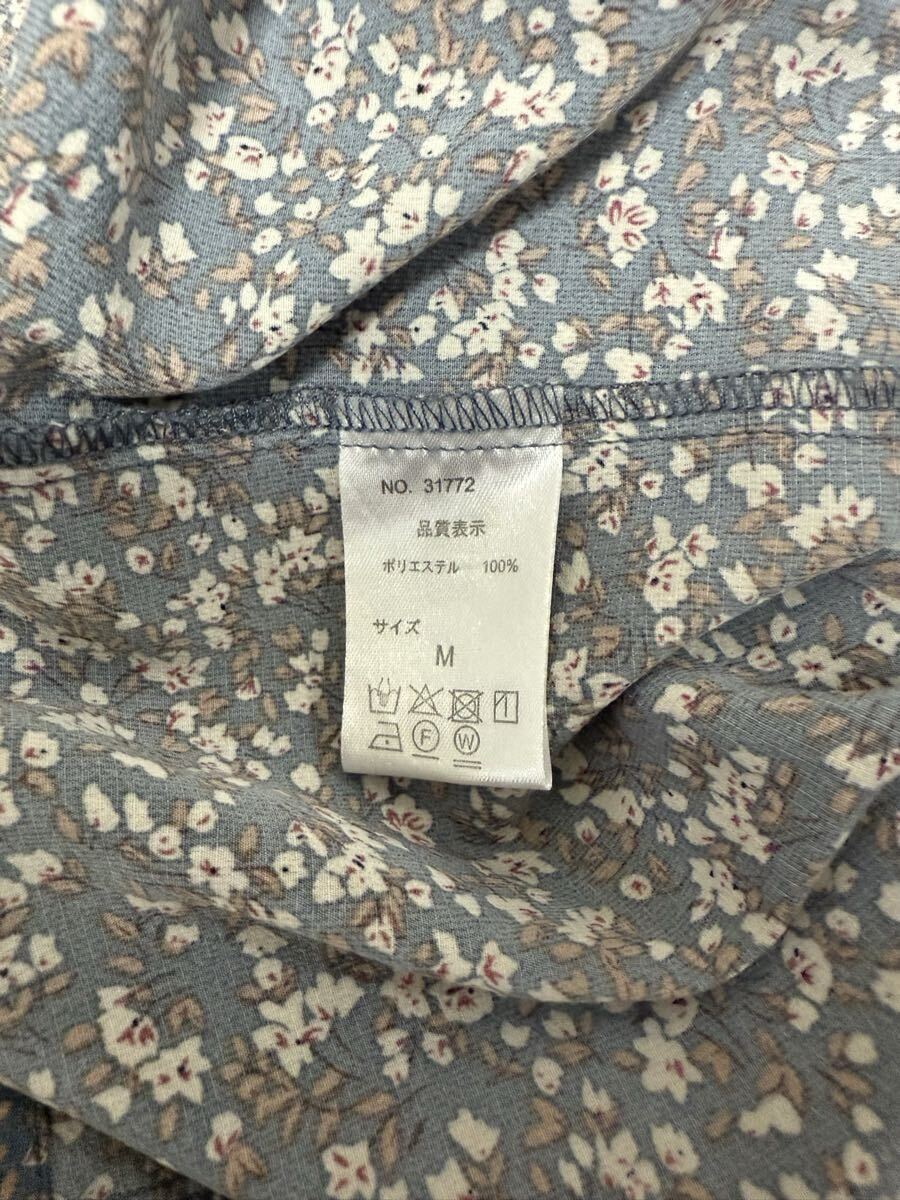 NO. 31772
品質表示
ポリエステル 100%
サイズ
M
F W